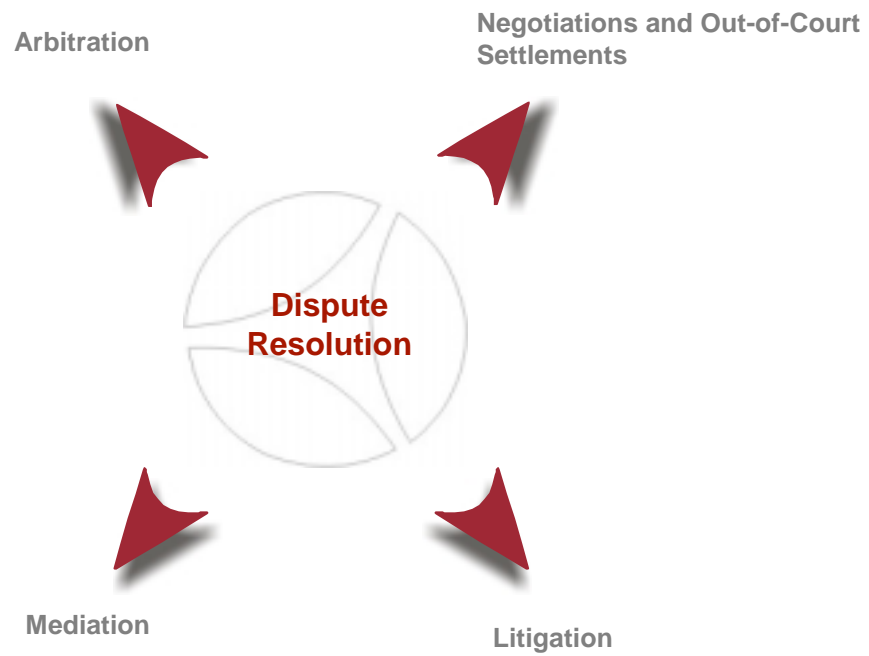 Arbitration
Negotiations and Out-of-Court
Settlements
Dispute
Resolution
Mediation
Litigation